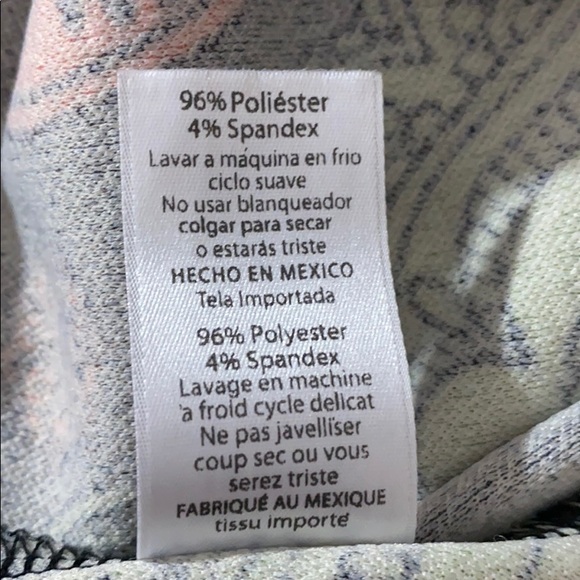 96% Poliéster
4% Spandex
Lavar a máquina en frio
ciclo suave
No usar blanqueador
colgar para secar
o estarás triste
HECHO EN MEXICO
Tela Importada
96% Polyester
4% Spandex
Lavage en machine
`a froid cycle delicat
Ne pas javelliser
coup sec ou vous
serez triste
FABRIQUÉ AU MEXIQUE
tissu importe´